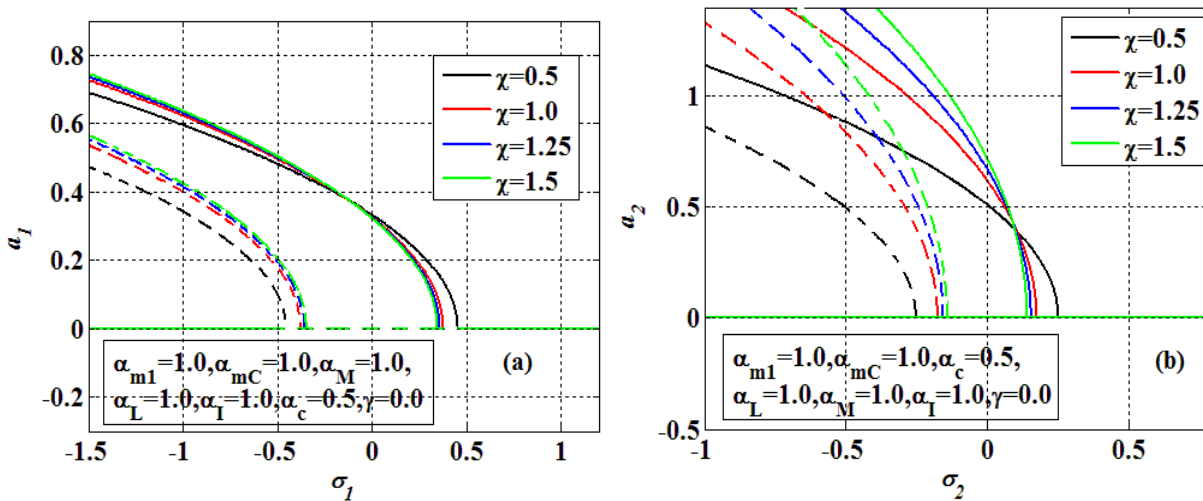 0.8
0.6
0.4
0.2
0
-0.2
a1
-1.5 -1 -0.5 0 0.5 1
σ1
χ=0.5
χ=1.0
χ=1.25
χ=1.5
αm1=1.0,αmC=1.0,αM=1.0,
αL=1.0,αI=1.0,αc=0.5,γ=0.0
(a)
1
0.5
0
-0.5
a2
-1 -0.5 0 0.5
σ2
χ=0.5
χ=1.0
χ=1.25
χ=1.5
αm1=1.0,αmC=1.0,αc=0.5,
αL=1.0,αM=1.0,αI=1.0,γ=0.0
(b)